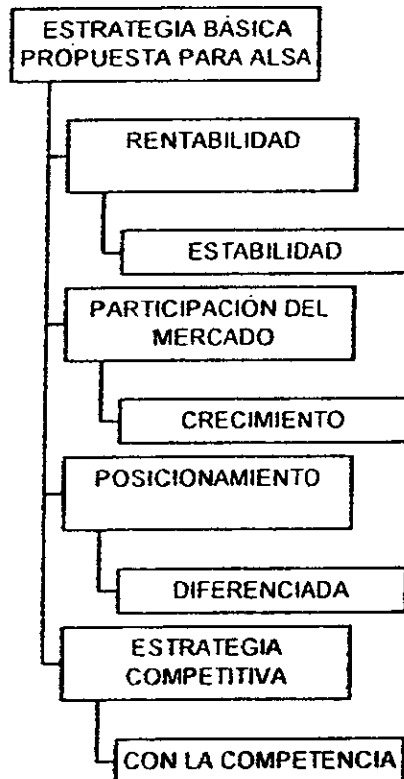 ESTRATEGIA BÁSICA
PROPUESTA PARA ALSA
RENTABILIDAD
ESTABILIDAD
PARTICIPACIÓN DEL
MERCADO
CRECIMIENTO
POSICIONAMIENTO
DIFERENCIADA
ESTRATEGIA
COMPETITIVA
CON LA COMPETENCIA